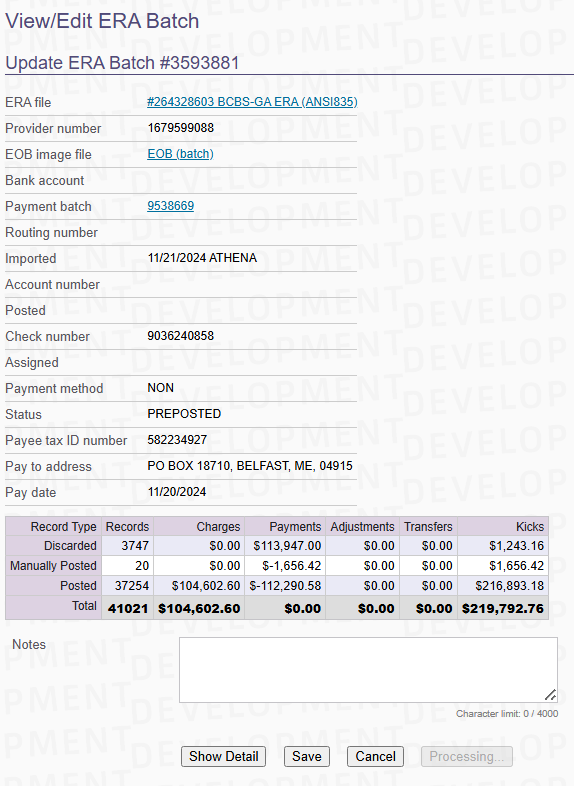 View/Edit ERA Batch
Update ERA Batch #3593881
ERA file #264328603 BCBS-GA ERA (ANSI835)
Provider number 1679599088
EOB image file EOB (batch)
Bank account
Payment batch 9538669
Routing number
Imported 11/21/2024 ATHENA
Account number
Posted
Check number 9036240858
Assigned
Payment method NON
Status PREPOSTED
Payee tax ID number 582234927
Pay to address PO BOX 18710, BELFAST, ME, 04915
Pay date 11/20/2024
Record Type Records Charges Payments Adjustments Transfers Kicks
Discarded 3747 $0.00 $113,947.00 $0.00 $0.00 $1,243.16
Manually Posted 20 $0.00 $-1,656.42 $0.00 $0.00 $1,656.42
Posted 37254 $104,602.60 $-112,290.58 $0.00 $0.00 $216,893.18
Total 41021 $104,602.60 $0.00 $0.00 $0.00 $219,792.76
Notes
Character limit: 0 / 4000
Show Detail Save Cancel Processing...
DEVELOPMENT